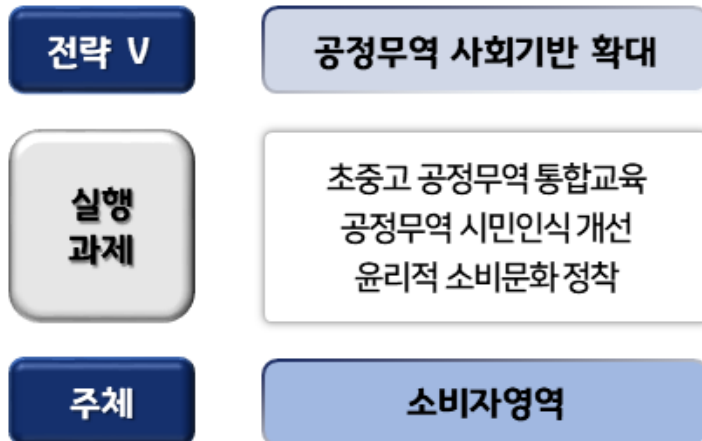 전략 V
공정무역 사회기반 확대
실행
과제
초중고 공정무역 통합교육
공정무역 시민인식 개선
윤리적 소비문화 정착
주체
소비자영역